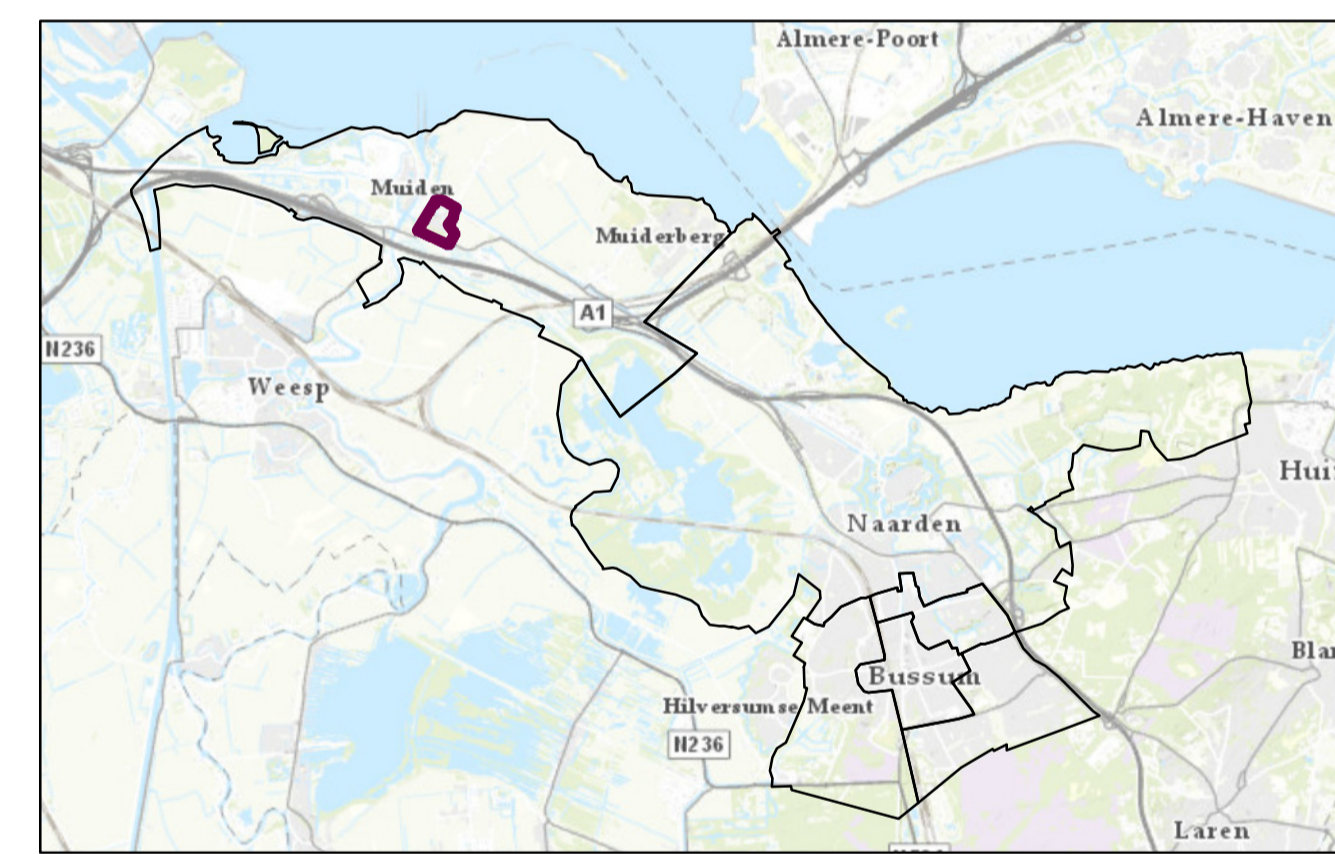 Almere-Poort
Almere-Haven
Muiden
Muiderberg
A1
N236
Weesp
Hui
Naarden
Bla
Bussum
Hilversumse Meent
N236
Laren